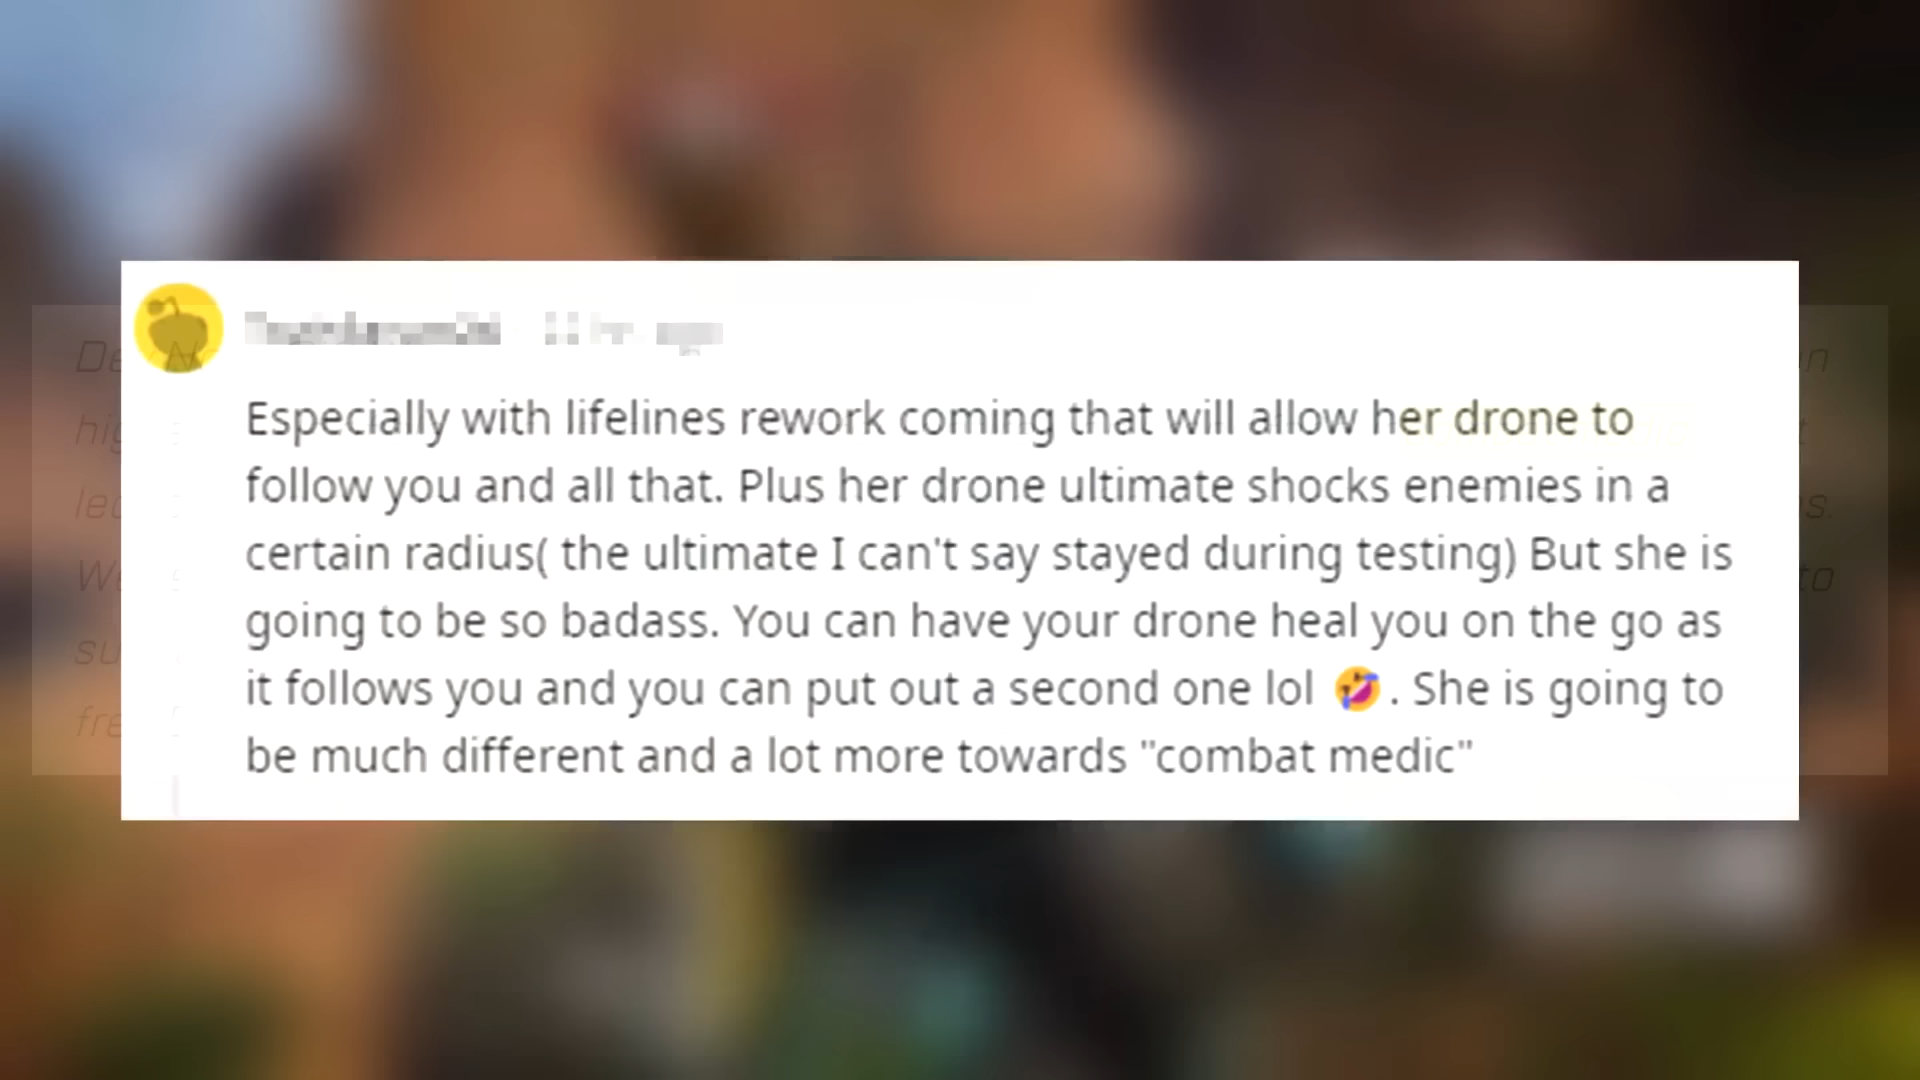 Especially with lifelines rework coming that will allow her drone to
follow you and all that. Plus her drone ultimate shocks enemies in a
certain radius( the ultimate I can't say stayed during testing) But she is
going to be so badass. You can have your drone heal you on the go as
it follows you and you can put out a second one lol 🤣. She is going to
be much different and a lot more towards "combat medic"